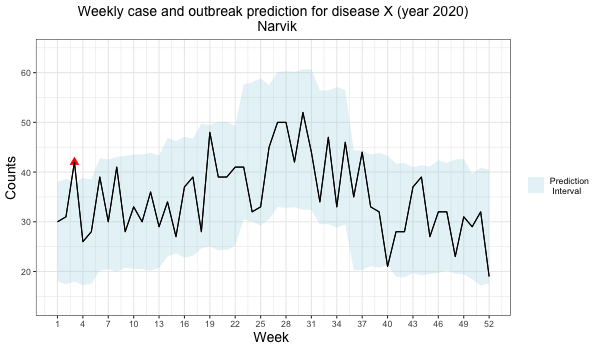 Weekly case and outbreak prediction for disease X (year 2020)
Narvik
Counts
60
50
40
30
20
1 4 7 10 13 16 19 22 25 28 31 34 37 40 43 46 49 52
Week
Prediction
Interval